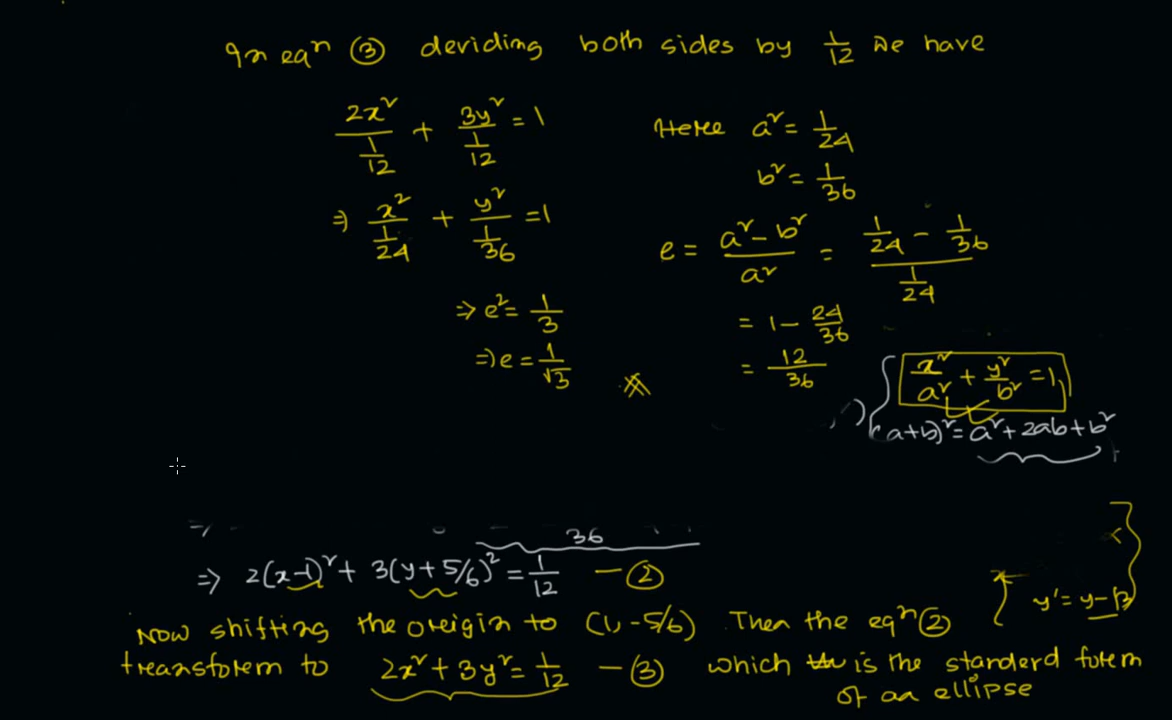 In eqⁿ ③ deviding both sides by 1/12 we have
2x²/(1/12) + 3y²/(1/12) = 1
Here a² = 1/24
b² = 1/36
⇒ x²/(1/24) + y²/(1/36) = 1
e = (a² - b²)/a² = (1/24 - 1/36)/(1/24)
⇒ e² = 1/3
= 1 - 24/36
⇒ e = 1/√3
= 12/36
x²/a² + y²/b² = 1
(a+b)² = a² + 2ab + b²
36
⇒ 2(x-1)² + 3(y+5/6)² = 1/12 - ②
y' = y-β
Now shifting the origin to (1, -5/6) Then the eqⁿ ②
transform to 2x² + 3y² = 1/12 - ③ which is the standerd form
of an ellipse